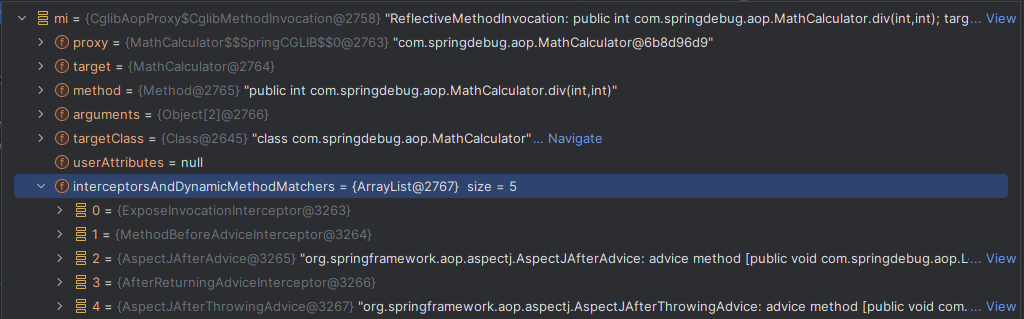 mi = {CglibAopProxy$CglibMethodInvocation@2758} "ReflectiveMethodInvocation: public int com.springdebug.aop.MathCalculator.div(int,int); targ... View
f proxy = {MathCalculator$$SpringCGLIB$$0@2763} "com.springdebug.aop.MathCalculator@6b8d96d9"
f target = {MathCalculator@2764}
f method = {Method@2765} "public int com.springdebug.aop.MathCalculator.div(int,int)"
f arguments = {Object[2]@2766}
f targetClass = {Class@2645} "class com.springdebug.aop.MathCalculator"... Navigate
f userAttributes = null
f interceptorsAndDynamicMethodMatchers = {ArrayList@2767} size = 5
0 = {ExposeInvocationInterceptor@3263}
1 = {MethodBeforeAdviceInterceptor@3264}
2 = {AspectJAfterAdvice@3265} "org.springframework.aop.aspectj.AspectJAfterAdvice: advice method [public void com.springdebug.aop.L... View
3 = {AfterReturningAdviceInterceptor@3266}
4 = {AspectJAfterThrowingAdvice@3267} "org.springframework.aop.aspectj.AspectJAfterThrowingAdvice: advice method [public void com.... View